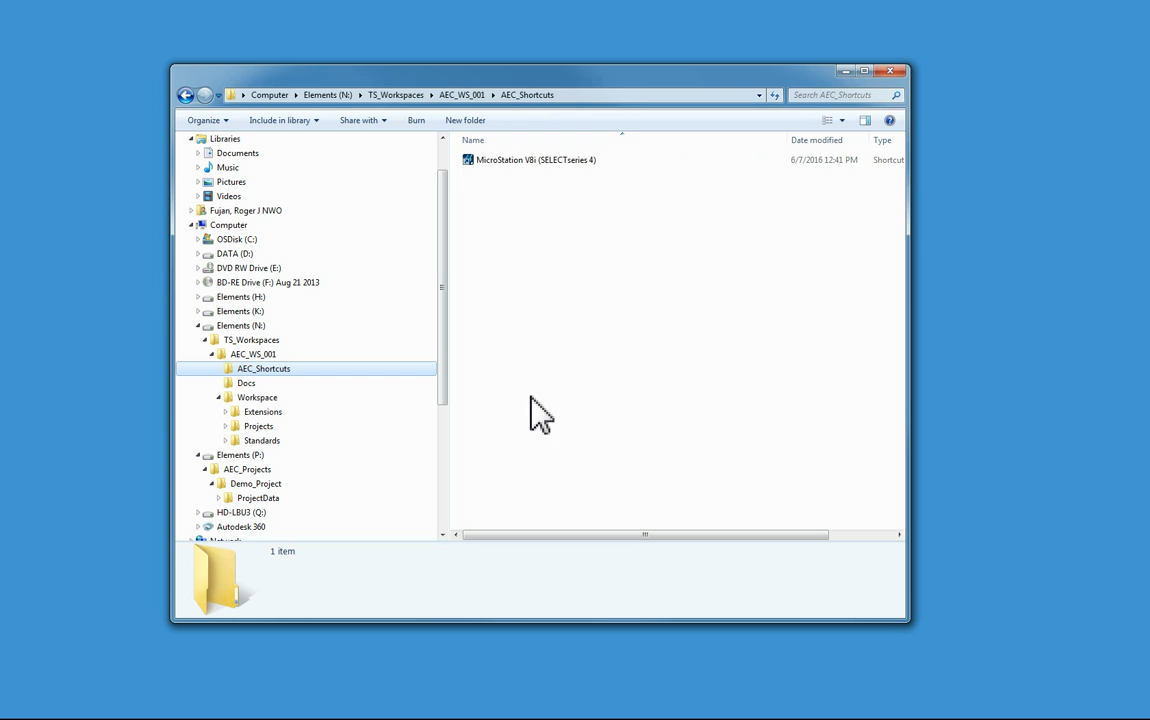 Computer ▸ Elements (N:) ▸ TS_Workspaces ▸ AEC_WS_001 ▸ AEC_Shortcuts
Search AEC_Shortcuts
Organize Include in library Share with Burn New folder
Name Date modified Type
MicroStation V8i (SELECTseries 4) 6/7/2016 12:41 PM Shortcut
Libraries
Documents
Music
Pictures
Videos
Fujan, Roger J NWO
Computer
OSDisk (C:)
DATA (D:)
DVD RW Drive (E:)
BD-RE Drive (F:) Aug 21 2013
Elements (H:)
Elements (K:)
Elements (N:)
TS_Workspaces
AEC_WS_001
AEC_Shortcuts
Docs
Workspace
Extensions
Projects
Standards
Elements (P:)
AEC_Projects
Demo_Project
ProjectData
HD-LBU3 (Q:)
Autodesk 360
Network
1 item